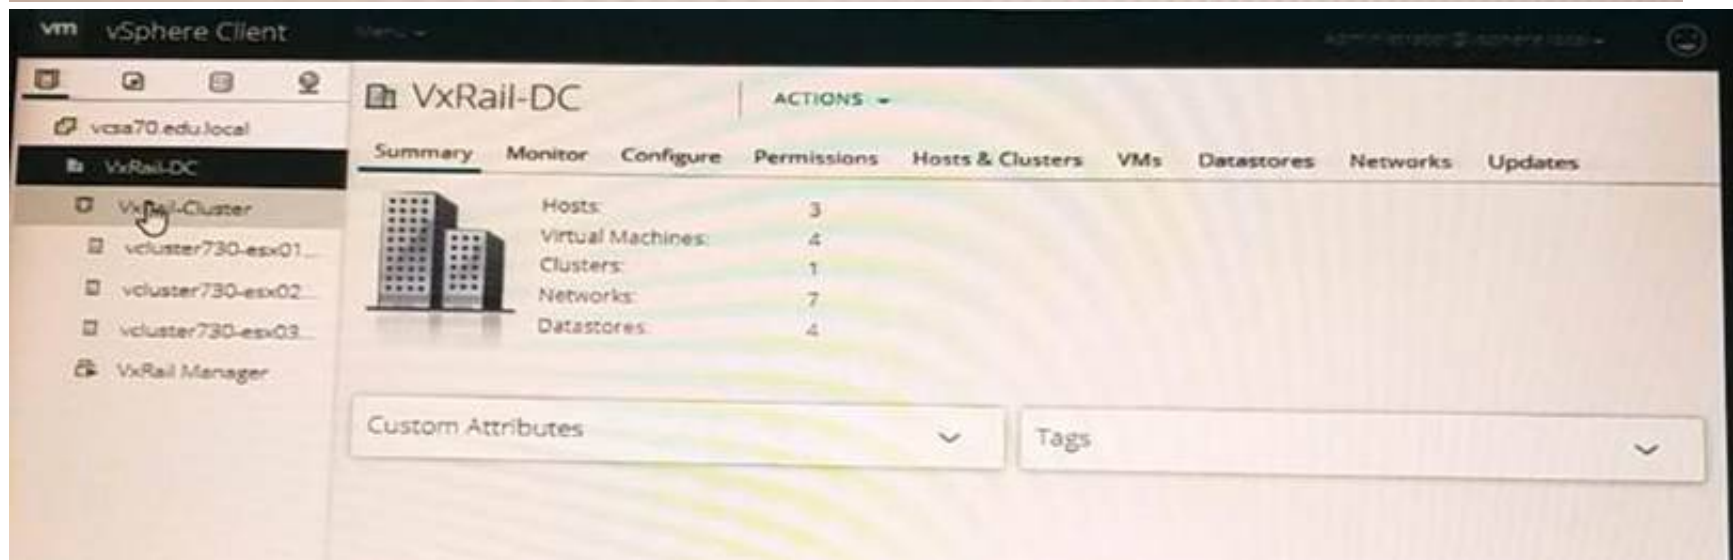 vm vSphere Client Menu
vcsa70.edu.local
VxRail-DC
VxRail-Cluster
vcluster730-esx01...
vcluster730-esx02...
vcluster730-esx03...
VxRail Manager
VxRail-DC
ACTIONS
Summary Monitor Configure Permissions Hosts & Clusters VMs Datastores Networks Updates
Hosts: 3
Virtual Machines: 4
Clusters: 1
Networks: 7
Datastores: 4
Custom Attributes
Tags